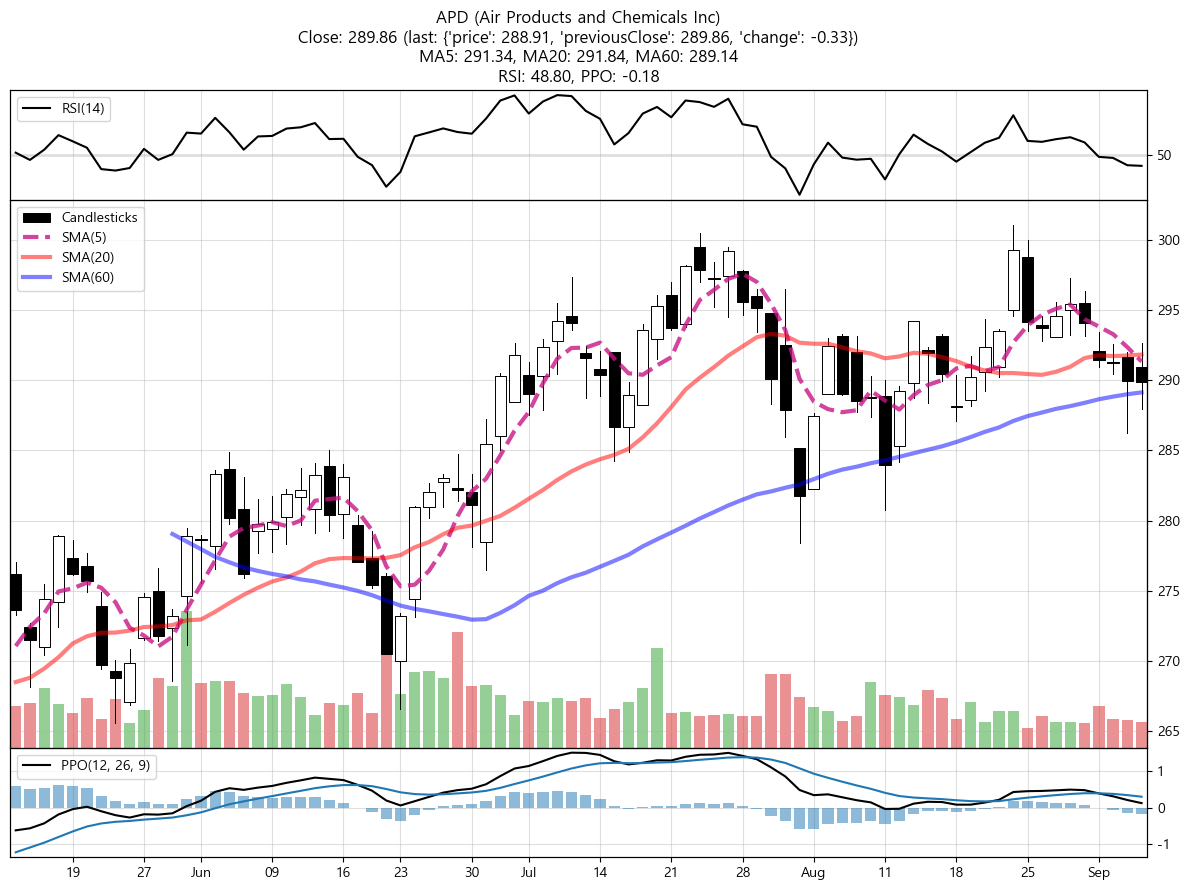 APD (Air Products and Chemicals Inc)
Close: 289.86 (last: {'price': 288.91, 'previousClose': 289.86, 'change': -0.33})
MA5: 291.34, MA20: 291.84, MA60: 289.14
RSI: 48.80, PPO: -0.18
RSI(14)
50
Candlesticks
SMA(5)
SMA(20)
SMA(60)
300
295
290
285
280
275
270
265
PPO(12, 26, 9)
1
0
-1
19 27 Jun 09 16 23 30 Jul 14 21 28 Aug 11 18 25 Sep